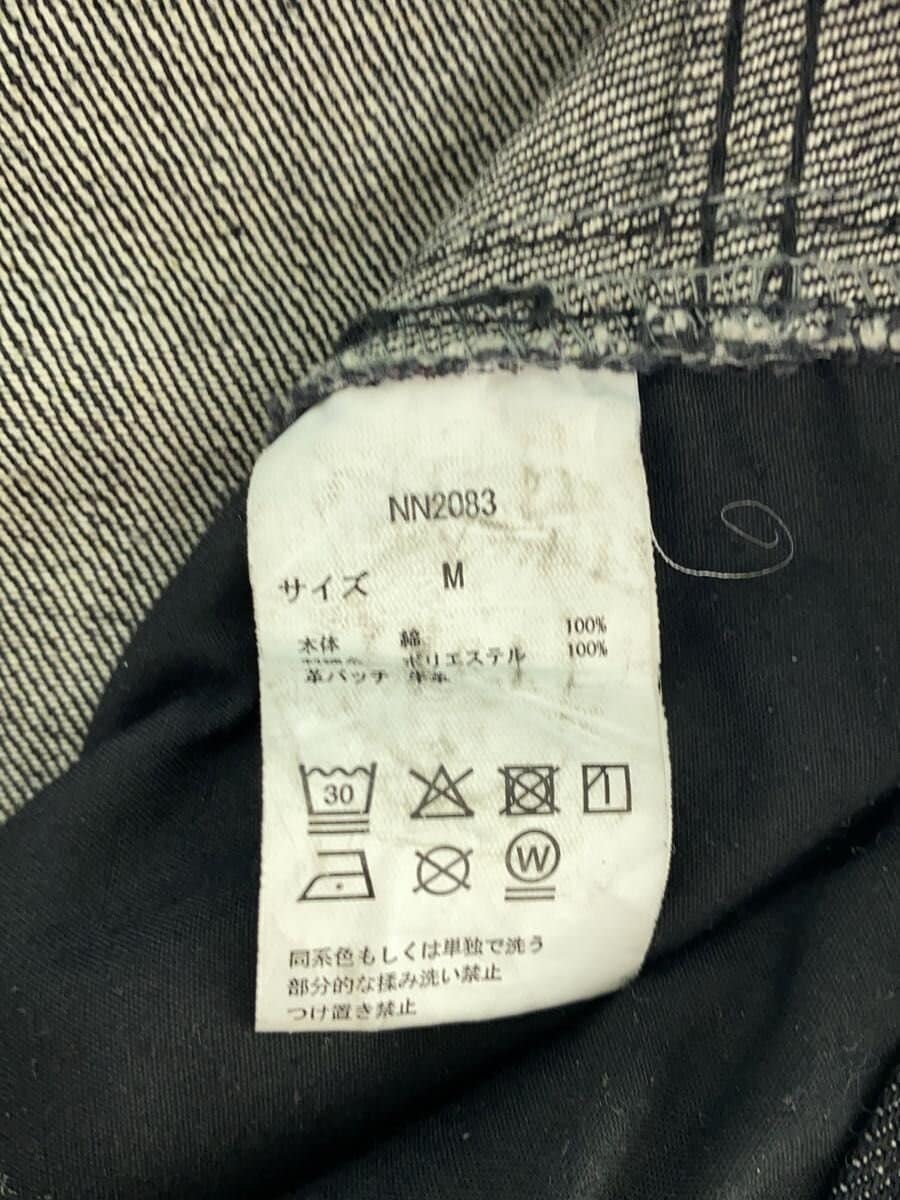 NN2083
サイズ M
本体 綿 100%
ポリエステル 100%
革パッチ 牛革
30
W
同系色もしくは単独で洗う
部分的な揉み洗い禁止
つけ置き禁止